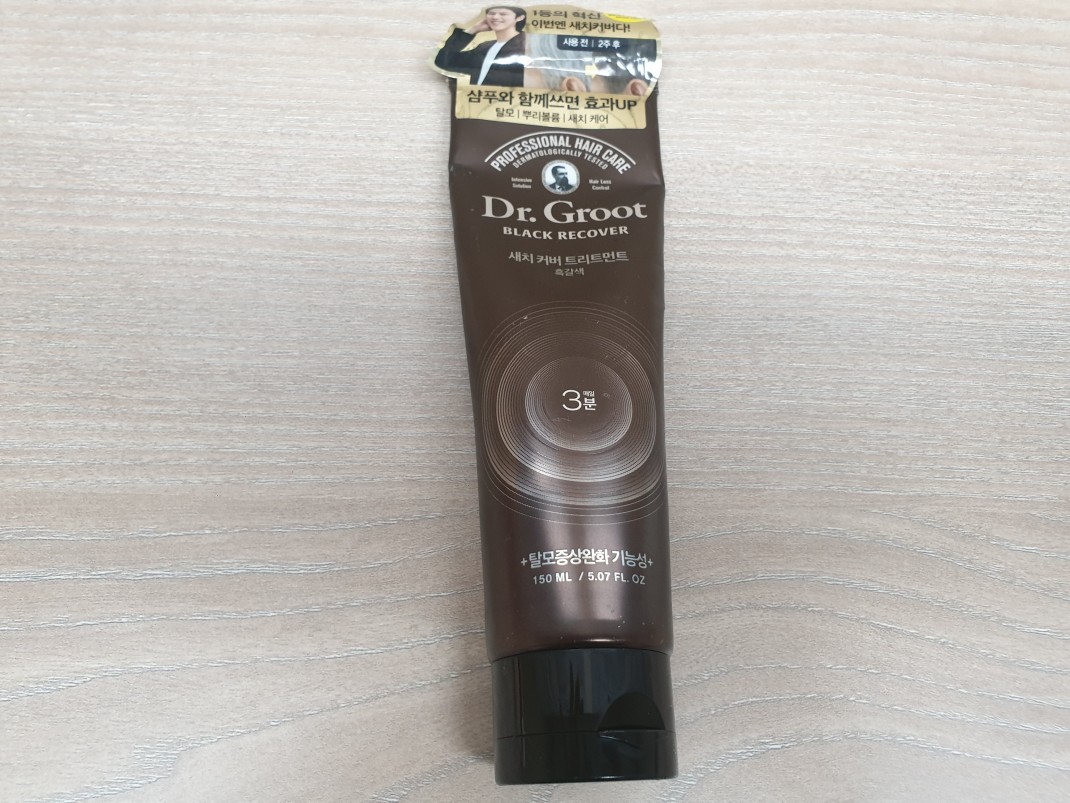 1등의 혁신
이번엔 새치커버다!
사용 전 | 2주 후
샴푸와 함께쓰면 효과UP
탈모 | 뿌리볼륨 | 새치 케어
PROFESSIONAL HAIR CARE
DERMATOLOGICALLY TESTED
Intensive Solution
Hair Loss Control
Dr. Groot
BLACK RECOVER
새치 커버 트리트먼트
흑갈색
3 매일 분
+탈모증상완화 기능성+
150 ML / 5.07 FL. OZ